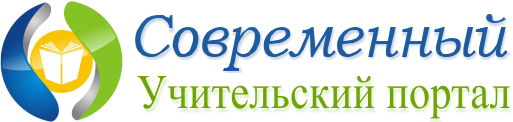 Современный
Учительский портал